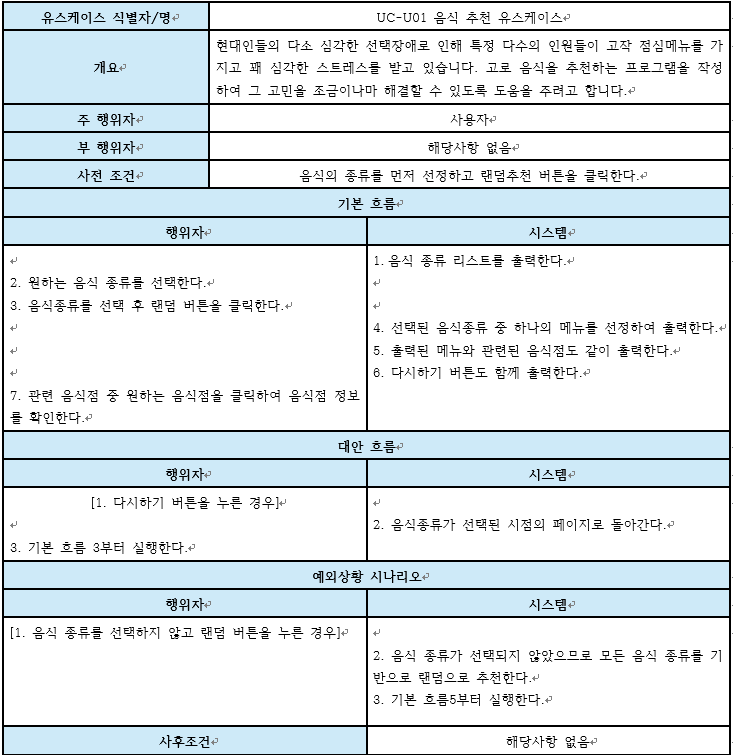 유스케이스 식별자/명
UC-U01 음식 추천 유스케이스
개요
현대인들의 다소 심각한 선택장애로 인해 특정 다수의 인원들이 고작 점심메뉴를 가
지고 꽤 심각한 스트레스를 받고 있습니다. 고로 음식을 추천하는 프로그램을 작성
하여 그 고민을 조금이나마 해결할 수 있도록 도움을 주려고 합니다.
주 행위자
사용자
부 행위자
해당사항 없음
사전 조건
음식의 종류를 먼저 선정하고 랜덤추천 버튼을 클릭한다.
기본 흐름
행위자
시스템
1. 음식 종류 리스트를 출력한다.
2. 원하는 음식 종류를 선택한다.
3. 음식종류를 선택 후 랜덤 버튼을 클릭한다.
4. 선택된 음식종류 중 하나의 메뉴를 선정하여 출력한다.
5. 출력된 메뉴와 관련된 음식점도 같이 출력한다.
6. 다시하기 버튼도 함께 출력한다.
7. 관련 음식점 중 원하는 음식점을 클릭하여 음식점 정보
를 확인한다.
대안 흐름
행위자
시스템
[1. 다시하기 버튼을 누른 경우]
2. 음식종류가 선택된 시점의 페이지로 돌아간다.
3. 기본 흐름 3부터 실행한다.
예외상황 시나리오
행위자
시스템
[1. 음식 종류를 선택하지 않고 랜덤 버튼을 누른 경우]
2. 음식 종류가 선택되지 않았으므로 모든 음식 종류를 기
반으로 랜덤으로 추천한다.
3. 기본 흐름5부터 실행한다.
사후조건
해당사항 없음